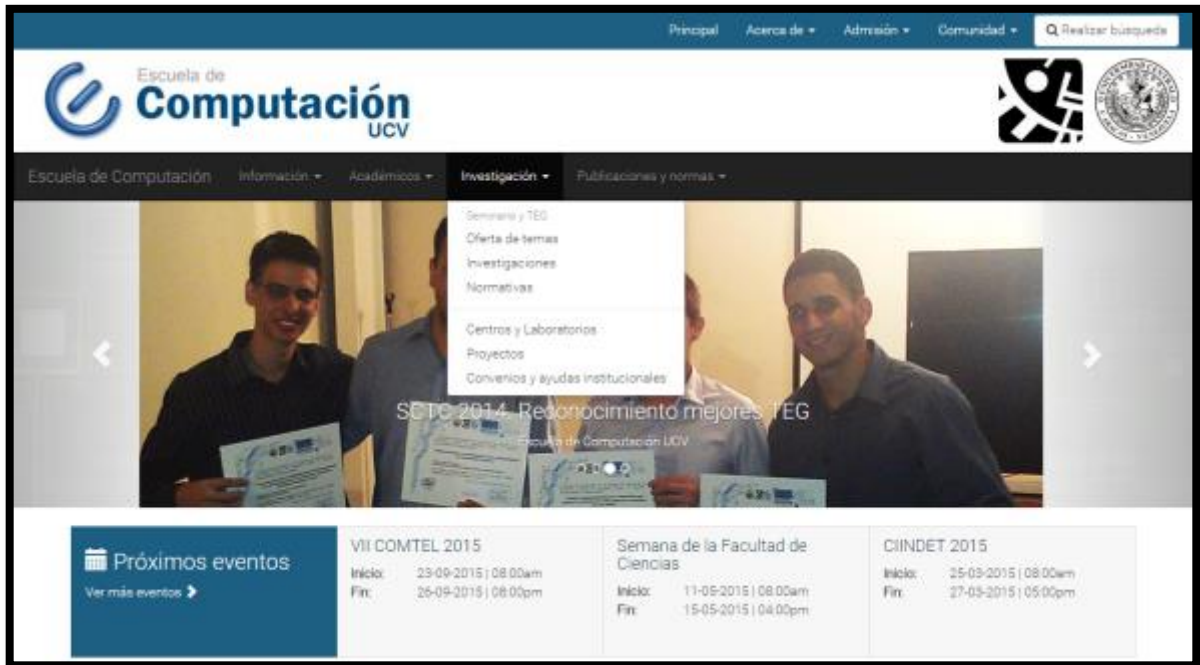 Principal Acerca de Admisión Comunidad Realizar búsqueda
Escuela de
Computación
UCV
Escuela de Computación Información Académicos Investigación Publicaciones y normas
Seminario y TEG
Oferta de temas
Investigaciones
Normativas
Centros y Laboratorios
Proyectos
Convenios y ayudas institucionales
SCTC 2014. Reconocimiento mejores TEG
Escuela de Computación UCV
Próximos eventos
Ver más eventos
VII COMTEL 2015
Inicio: 23-09-2015 | 08:00am
Fin: 26-09-2015 | 08:00pm
Semana de la Facultad de
Ciencias
Inicio: 11-05-2015 | 08:00am
Fin: 15-05-2015 | 04:00pm
CIINDET 2015
Inicio: 25-03-2015 | 08:00am
Fin: 27-03-2015 | 05:00pm